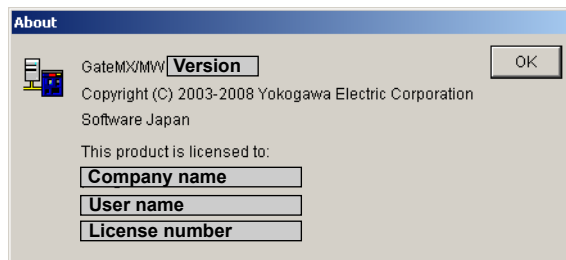 About
GateMX/MW Version
OK
Copyright (C) 2003-2008 Yokogawa Electric Corporation
Software Japan
This product is licensed to:
Company name
User name
License number